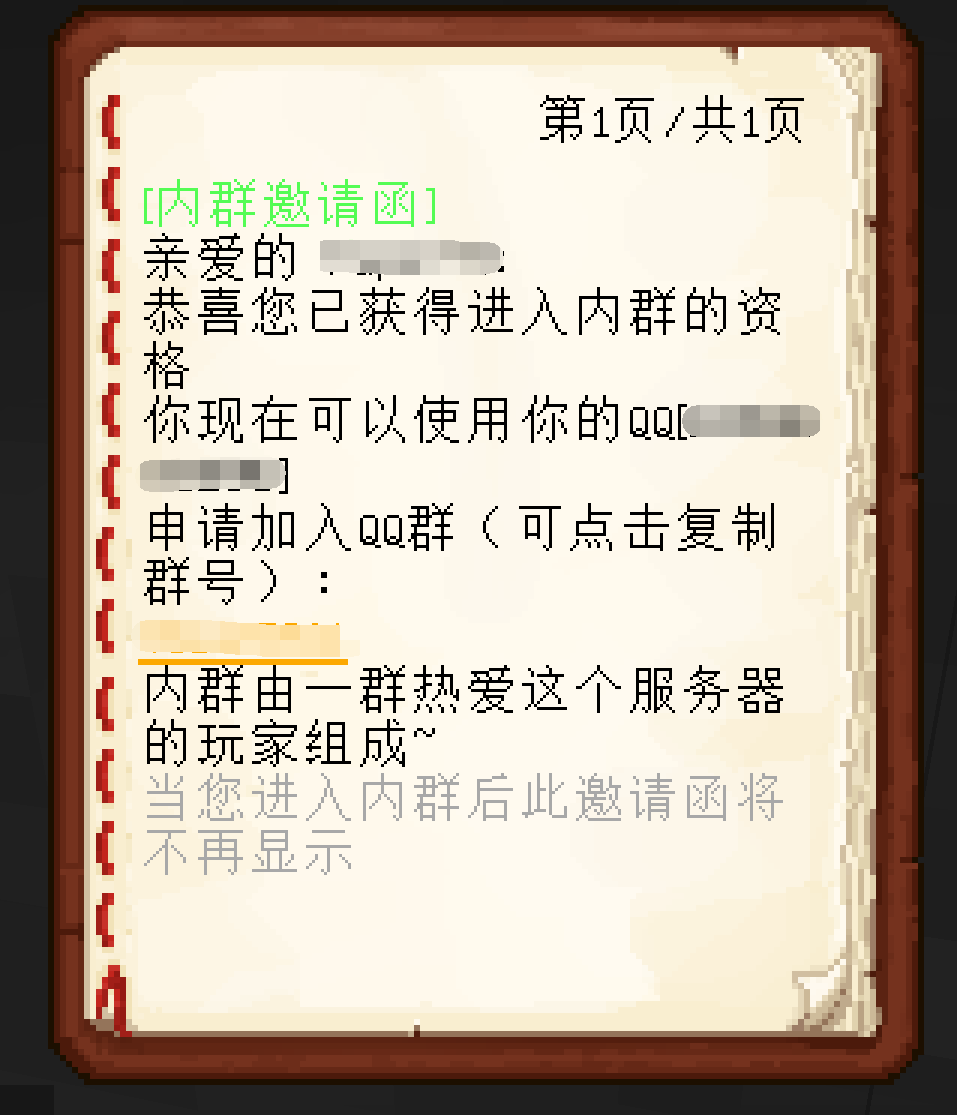 第1页/共1页
[内群邀请函]
亲爱的
恭喜您已获得进入内群的资
格
你现在可以使用你的QQ[
]
申请加入QQ群（可点击复制
群号）：
内群由一群热爱这个服务器
的玩家组成~
当您进入内群后此邀请函将
不再显示